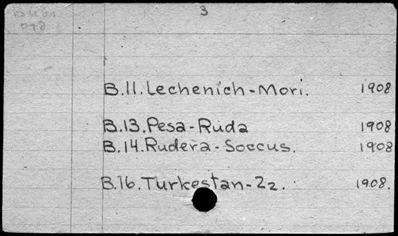 3
B.11. Lechenich-Mori. 1908
B.13. Pesa-Ruda 1908
B.14. Rudera-Soccus. 1908
B.16. Turkestan-Zz. 1908.